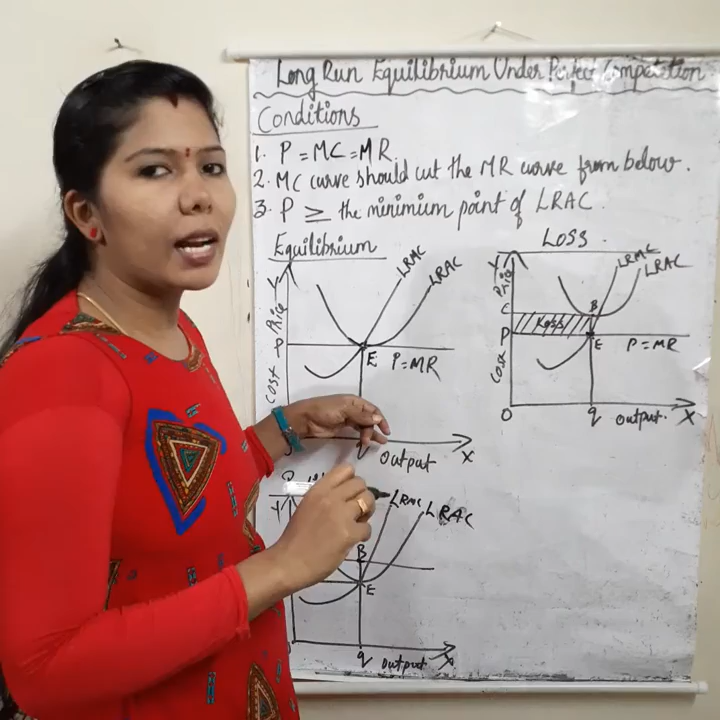 Long Run Equilibrium Under Perfect Competetion
Conditions
1. P = MC = MR
2. MC curve should cut the MR curve from below.
3. P ≥ the minimum point of LRAC.
Equilibrium
Y
Price
P
Cost
LRMC
LRAC
E
P=MR
q
Output
X
Loss
Y
Price
C
P
Cost
O
LRMC
LRAC
B
Loss
E
P=MR
q
Output.
X
Y
LRMC
LRAC
B
E
q
Output
X